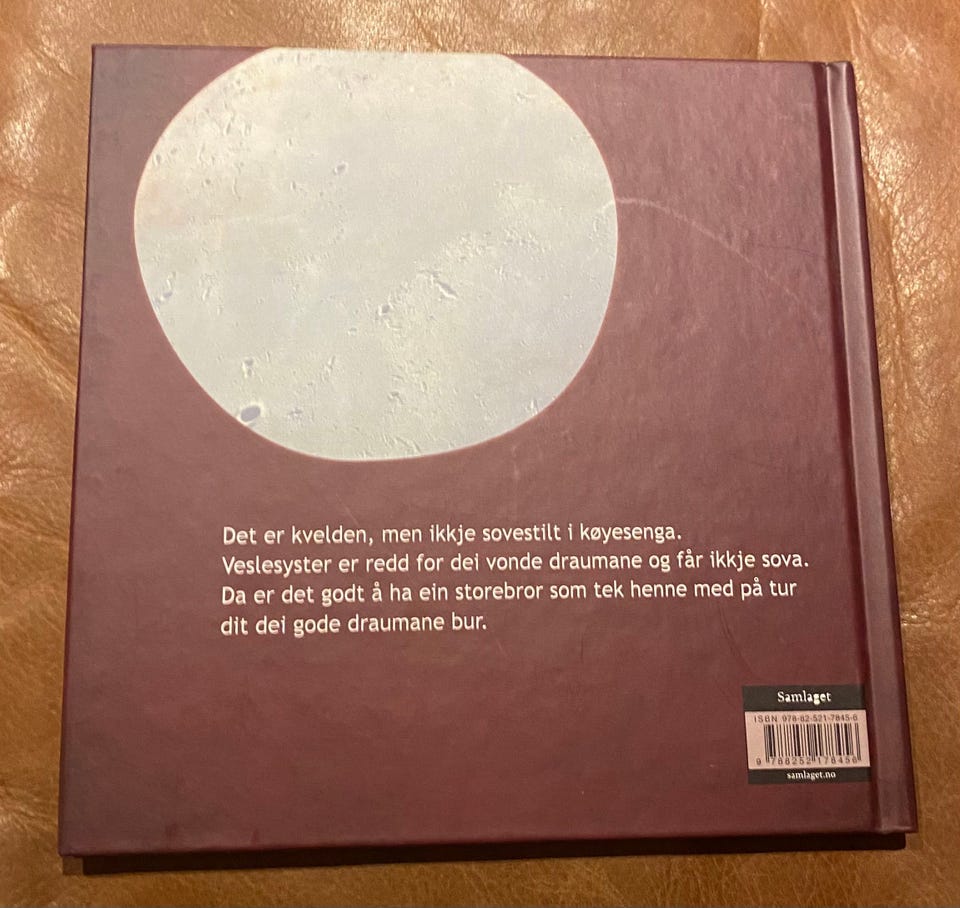 Det er kvelden, men ikkje sovestilt i køyesenga.
Veslesyster er redd for dei vonde draumane og får ikkje sova.
Da er det godt å ha ein storebror som tek henne med på tur
dit dei gode draumane bur.
Samlaget
ISBN 978-82-521-7845-6
9 788252 178456
samlaget.no